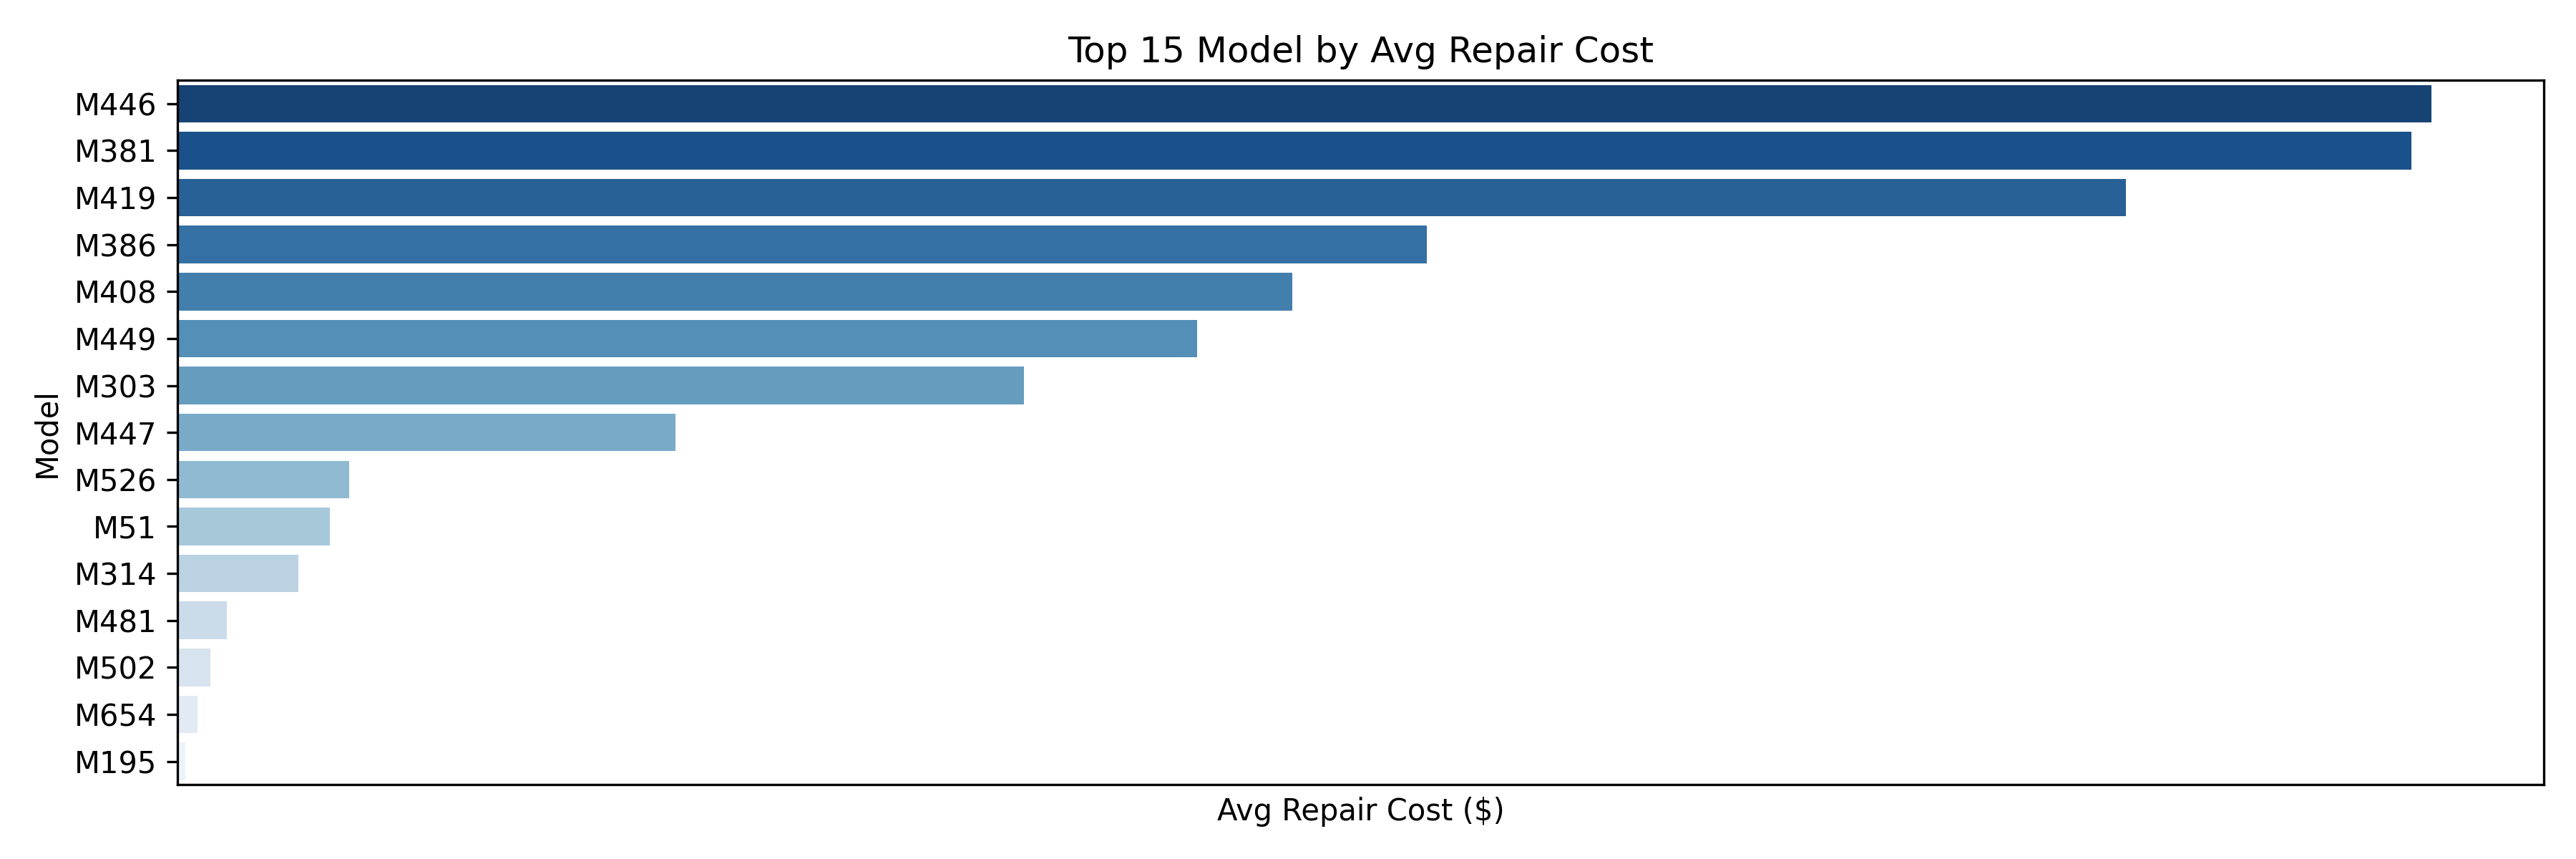 Top 15 Model by Avg Repair Cost
Model
M446
M381
M419
M386
M408
M449
M303
M447
M526
M51
M314
M481
M502
M654
M195
Avg Repair Cost ($)